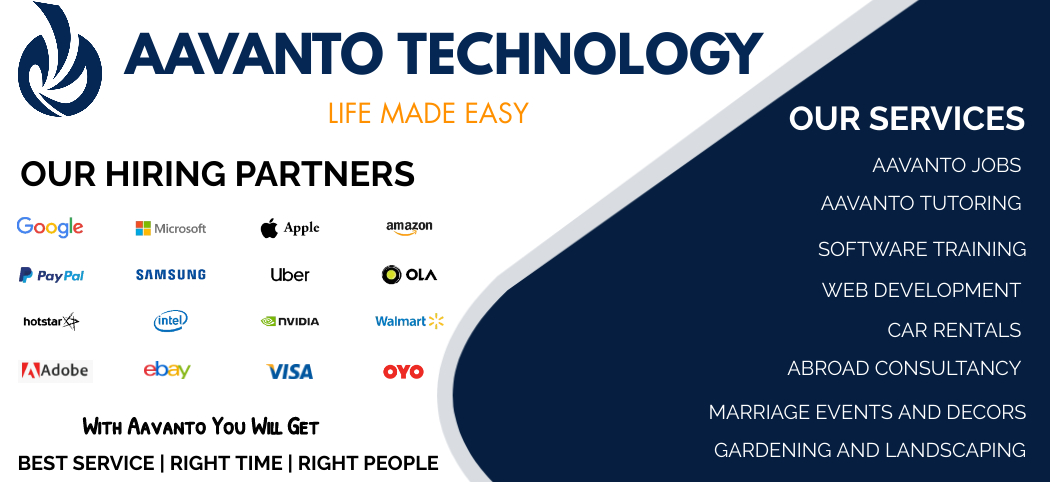 AAVANTO TECHNOLOGY
LIFE MADE EASY
OUR HIRING PARTNERS
Google Microsoft Apple amazon
PayPal SAMSUNG Uber OLA
hotstar intel NVIDIA Walmart
Adobe ebay VISA OYO
With Aavanto You Will Get
BEST SERVICE | RIGHT TIME | RIGHT PEOPLE
OUR SERVICES
AAVANTO JOBS
AAVANTO TUTORING
SOFTWARE TRAINING
WEB DEVELOPMENT
CAR RENTALS
ABROAD CONSULTANCY
MARRIAGE EVENTS AND DECORS
GARDENING AND LANDSCAPING